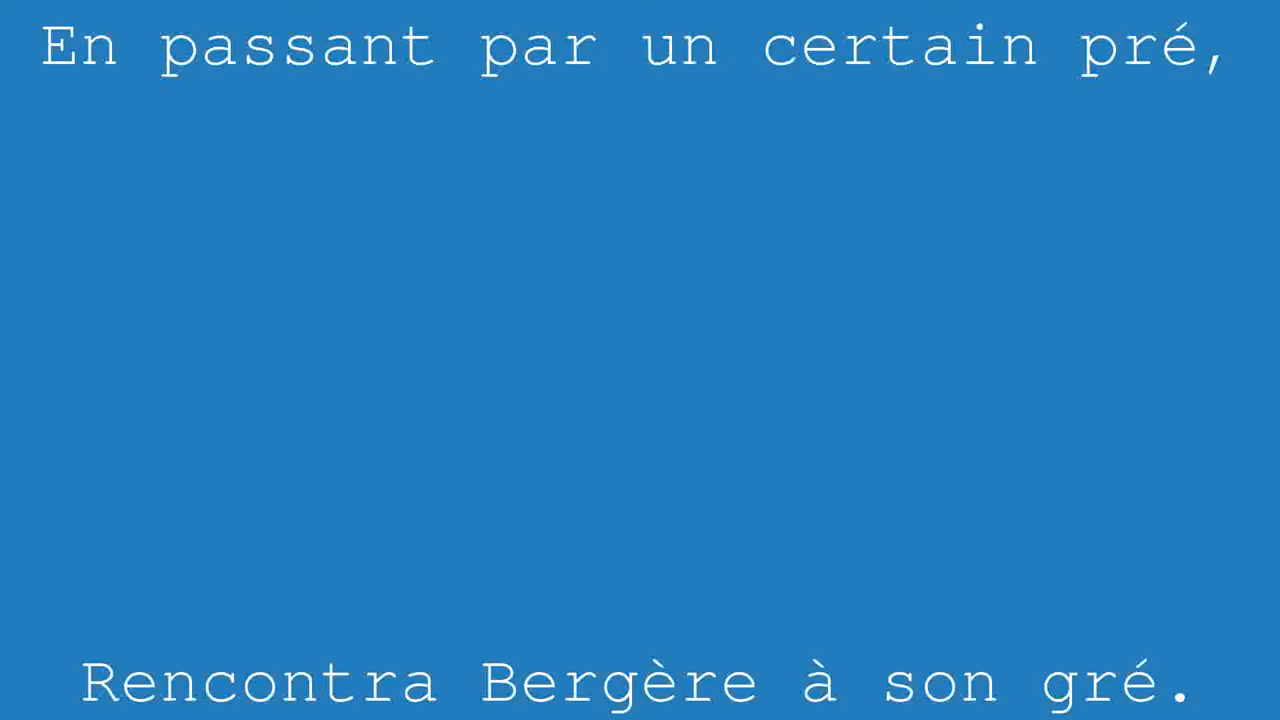 En passant par un certain pré,
Rencontra Bergère à son gré.